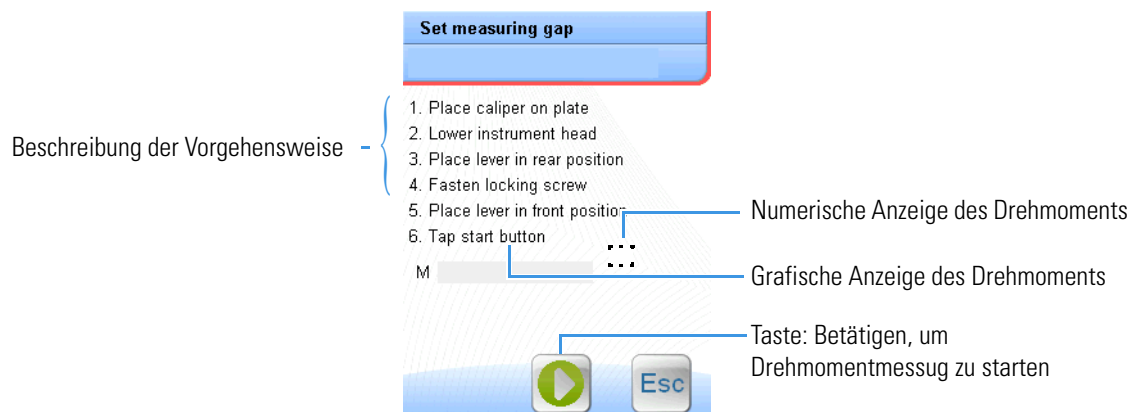 Set measuring gap
1. Place caliper on plate
2. Lower instrument head
3. Place lever in rear position
4. Fasten locking screw
5. Place lever in front position
6. Tap start button
M
Esc
Beschreibung der Vorgehensweise
Numerische Anzeige des Drehmoments
Grafische Anzeige des Drehmoments
Taste: Betätigen, um
Drehmomentmessug zu starten